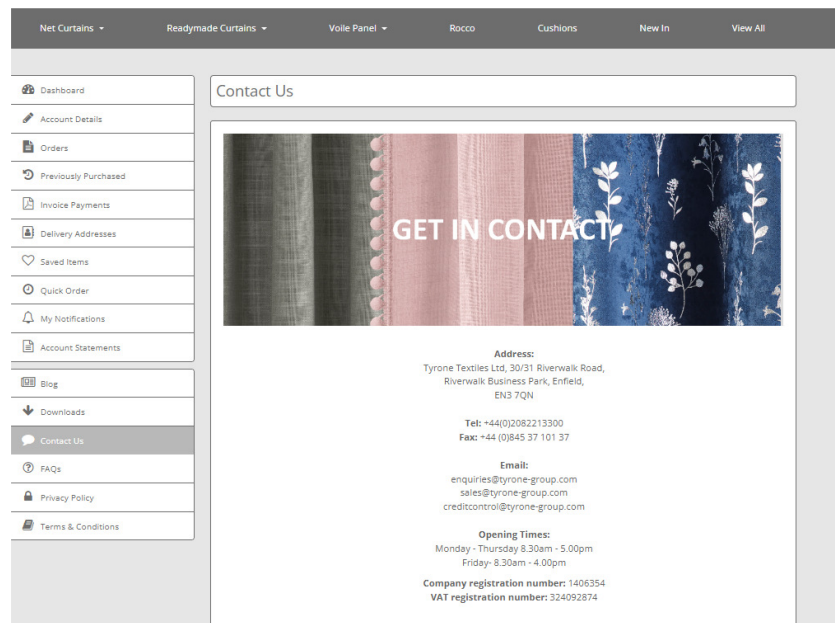 Net Curtains
Readymade Curtains
Voile Panel
Rocco
Cushions
New In
View All
Dashboard
Account Details
Orders
Previously Purchased
Invoice Payments
Delivery Addresses
Saved Items
Quick Order
My Notifications
Account Statements
Blog
Downloads
Contact Us
FAQs
Privacy Policy
Terms & Conditions
Contact Us
GET IN CONTACT
Address:
Tyrone Textiles Ltd, 30/31 Riverwalk Road,
Riverwalk Business Park, Enfield,
EN3 7QN
Tel: +44(0)2082213300
Fax: +44 (0)845 37 101 37
Email:
enquiries@tyrone-group.com
sales@tyrone-group.com
creditcontrol@tyrone-group.com
Opening Times:
Monday - Thursday 8.30am - 5.00pm
Friday- 8.30am - 4.00pm
Company registration number: 1406354
VAT registration number: 324092874